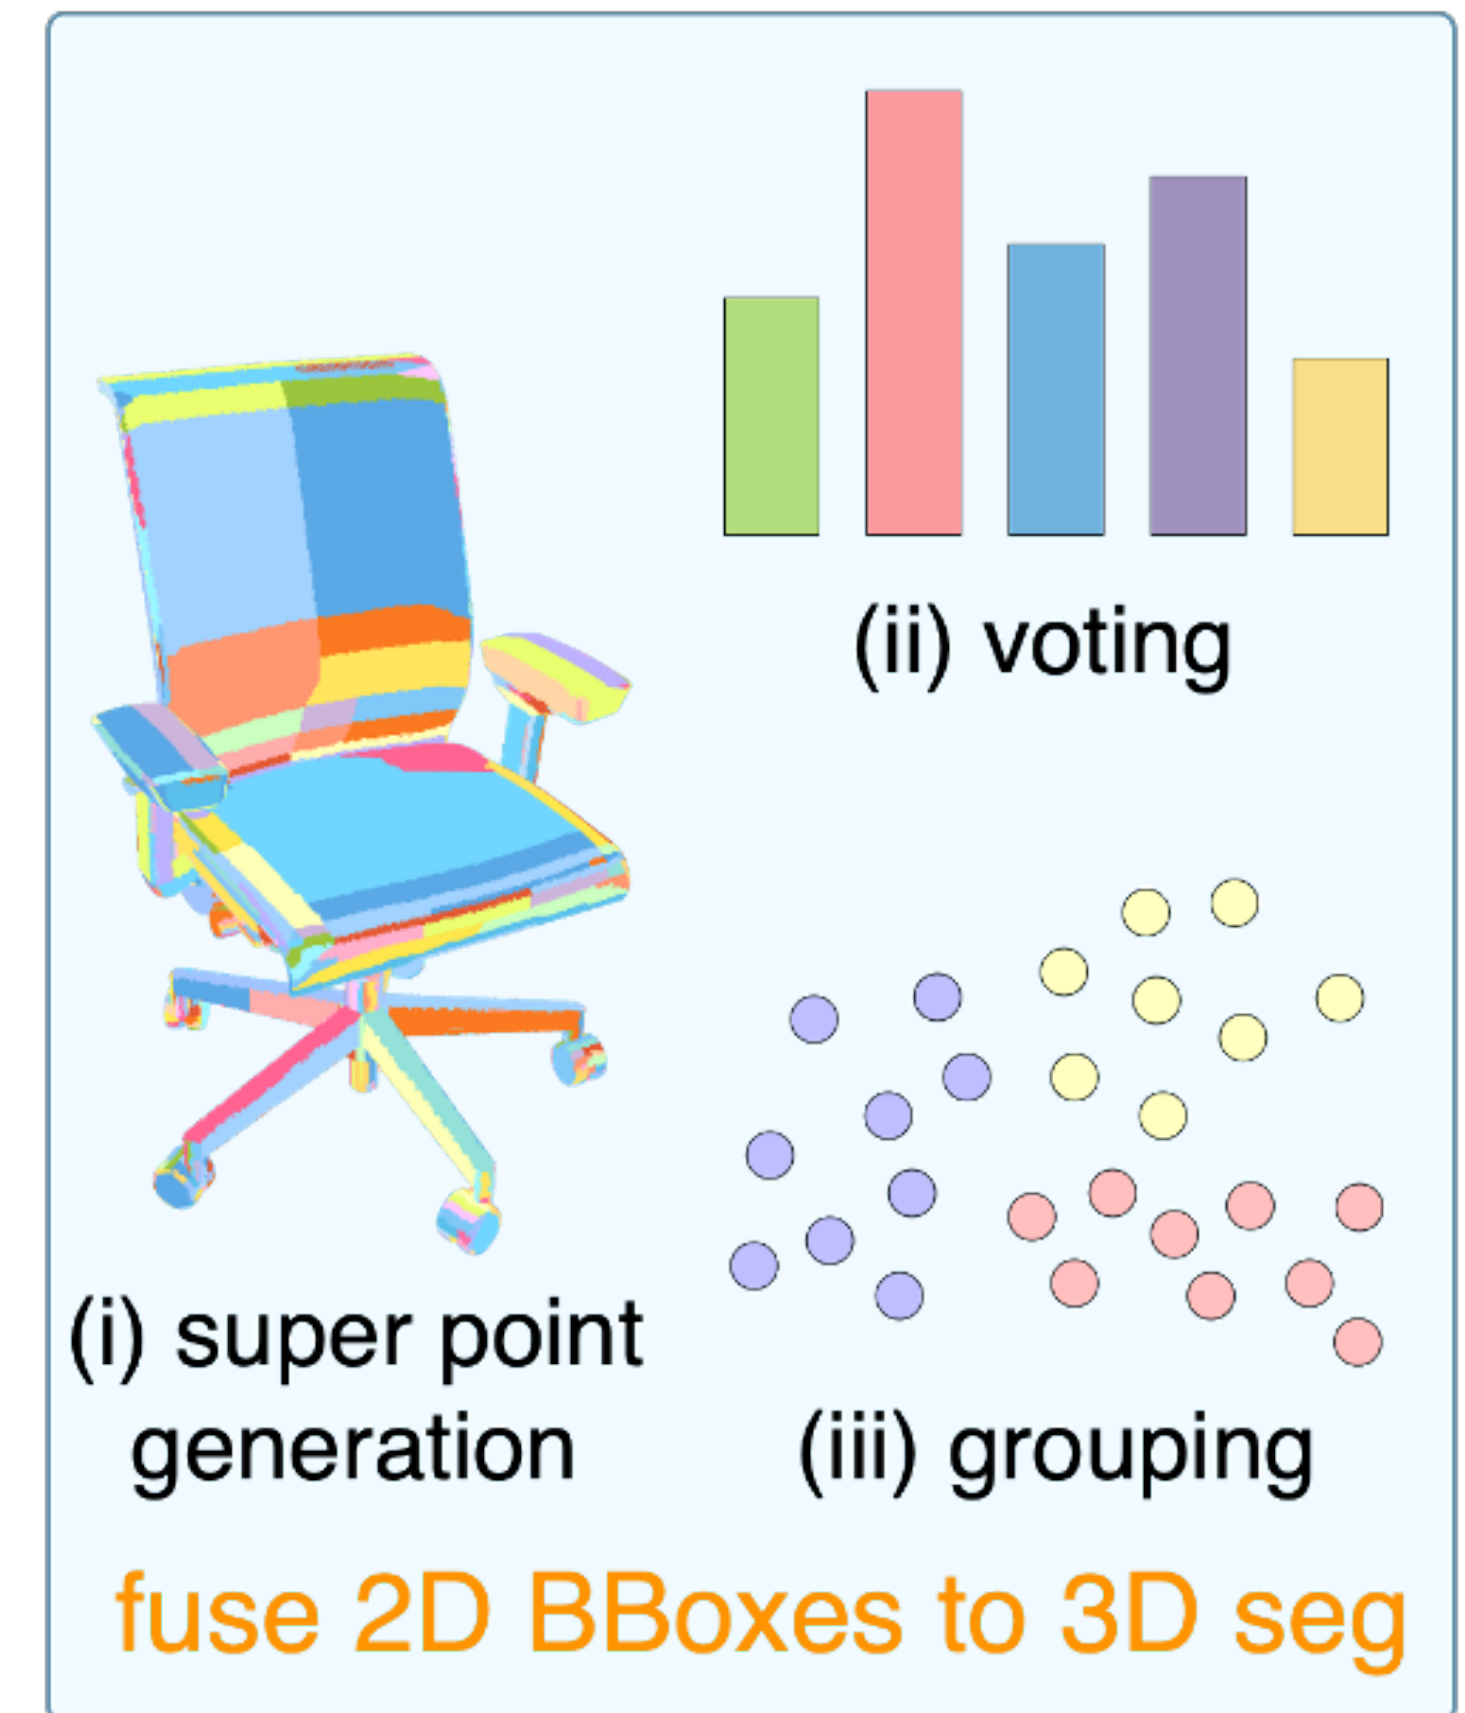 (ii) voting
(i) super point
generation
(iii) grouping
fuse 2D BBoxes to 3D seg